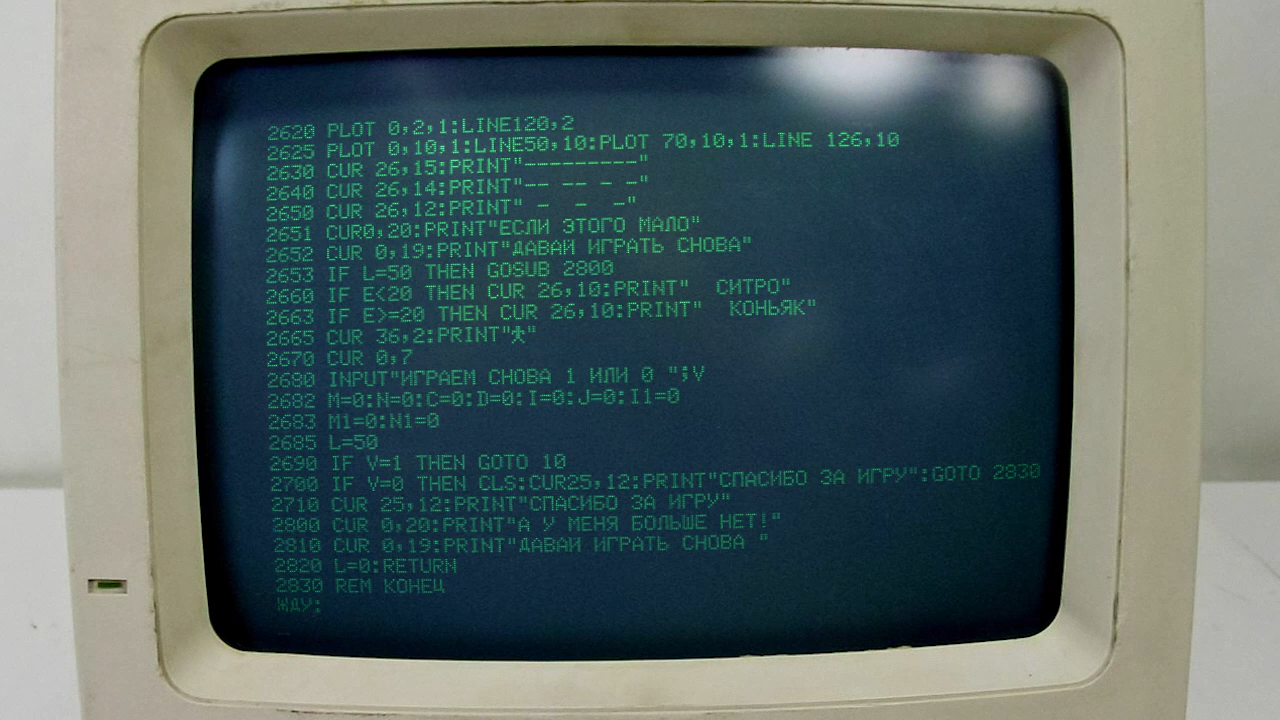 2620 PLOT 0,2,1:LINE120,2
2625 PLOT 0,10,1:LINE50,10:PLOT 70,10,1:LINE 126,10
2630 CUR 26,15:PRINT"---------"
2640 CUR 26,14:PRINT"-- -- - -"
2650 CUR 26,12:PRINT" -  -  -"
2651 CUR0,20:PRINT"ЕСЛИ ЭТОГО МАЛО"
2652 CUR 0,19:PRINT"ДАВАИ ИГРАТЬ СНОВА"
2653 IF L=50 THEN GOSUB 2800
2660 IF E<20 THEN CUR 26,10:PRINT"  СИТРО"
2663 IF E>=20 THEN CUR 26,10:PRINT"  КОНЬЯК"
2665 CUR 36,2:PRINT"웃"
2670 CUR 0,7
2680 INPUT"ИГРАЕМ СНОВА 1 ИЛИ 0 ";V
2682 M=0:N=0:C=0:D=0:I=0:J=0:I1=0
2683 M1=0:N1=0
2685 L=50
2690 IF V=1 THEN GOTO 10
2700 IF V=0 THEN CLS:CUR25,12:PRINT"СПАСИБО ЗА ИГРУ":GOTO 2830
2710 CUR 25,12:PRINT"СПАСИБО ЗА ИГРУ"
2800 CUR 0,20:PRINT"А У МЕНЯ БОЛЬШЕ НЕТ!"
2810 CUR 0,19:PRINT"ДАВАИ ИГРАТЬ СНОВА "
2820 L=0:RETURN
2830 REM КОНЕЦ
ЖДУ: